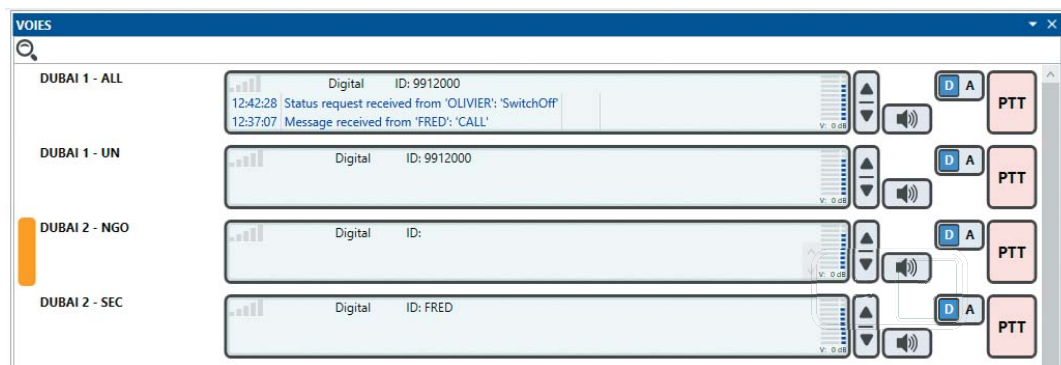 VOIES
DUBAI 1 - ALL
Digital ID: 9912000
12:42:28 Status request received from 'OLIVIER': 'SwitchOff'
12:37:07 Message received from 'FRED': 'CALL'
V: 0 dB
D A
PTT
DUBAI 1 - UN
Digital ID: 9912000
V: 0 dB
D A
PTT
DUBAI 2 - NGO
Digital ID:
V: 0 dB
D A
PTT
DUBAI 2 - SEC
Digital ID: FRED
V: 0 dB
D A
PTT